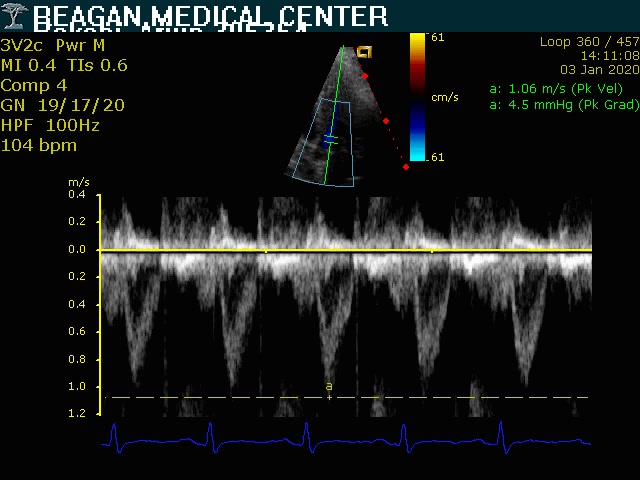 BEAGAN MEDICAL CENTER
3V2c Pwr M
MI 0.4 TIs 0.6
Comp 4
GN 19/17/20
HPF 100Hz
104 bpm
61
cm/s
61
Loop 360 / 457
14:11:08
03 Jan 2020
a: 1.06 m/s (Pk Vel)
a: 4.5 mmHg (Pk Grad)
m/s
0.4
0.2
0.0
0.2
0.4
0.6
0.8
1.0
1.2
a